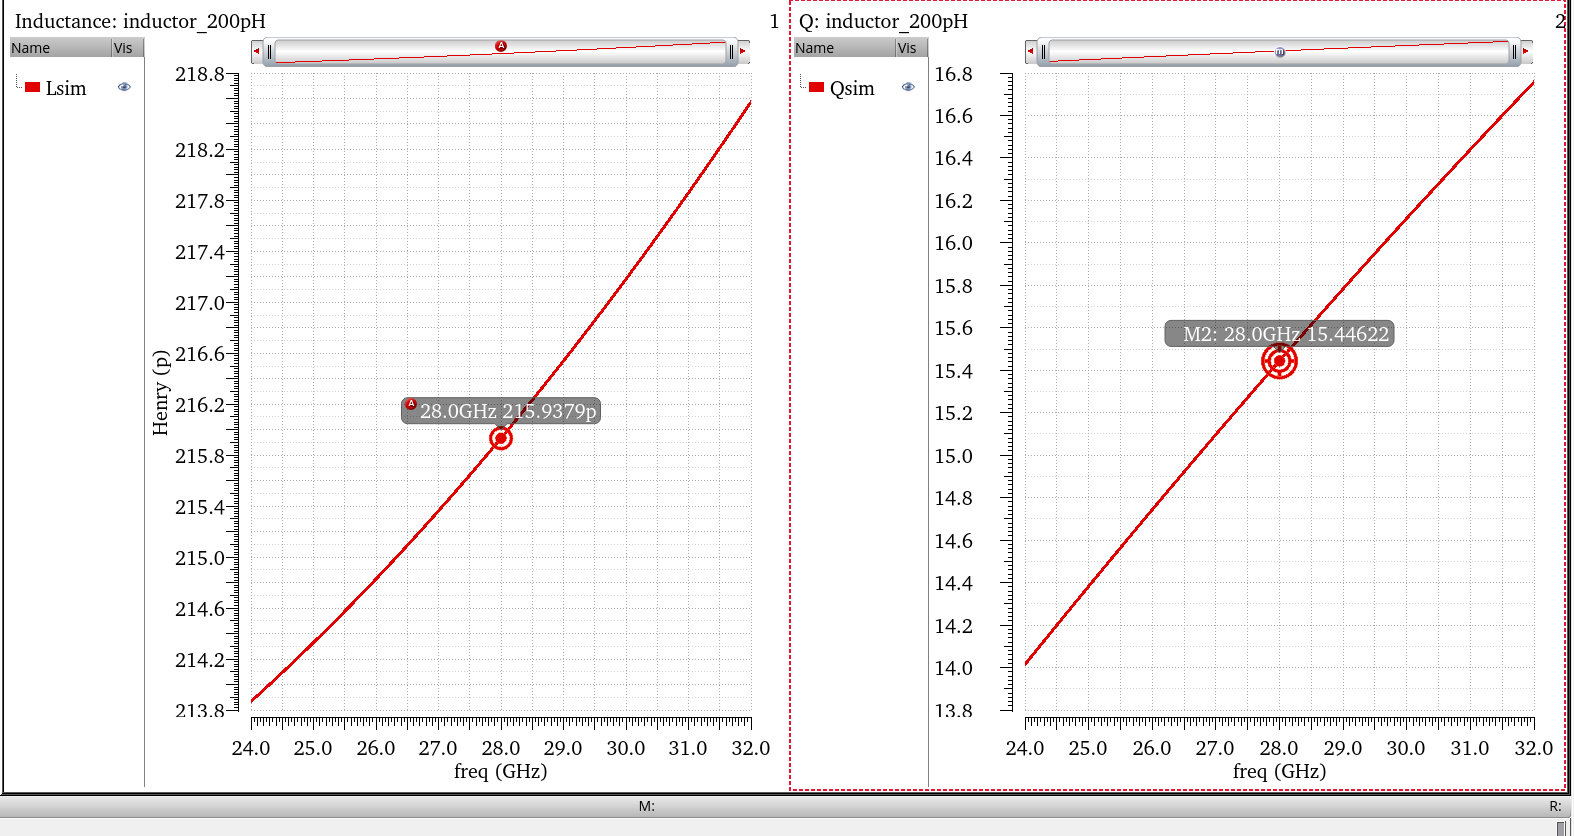 Inductance: inductor_200pH 1
Name Vis
Lsim
A
218.8
218.2
217.8
217.4
217.0
216.6
216.2
215.8
215.4
215.0
214.6
214.2
213.8
Henry (p)
A 28.0GHz 215.9379p
24.0 25.0 26.0 27.0 28.0 29.0 30.0 31.0 32.0
freq (GHz)
Q: inductor_200pH 2
Name Vis
Qsim
m
16.8
16.6
16.4
16.2
16.0
15.8
15.6
15.4
15.2
15.0
14.8
14.6
14.4
14.2
14.0
13.8
M2: 28.0GHz 15.44622
24.0 25.0 26.0 27.0 28.0 29.0 30.0 31.0 32.0
freq (GHz)
M: R: